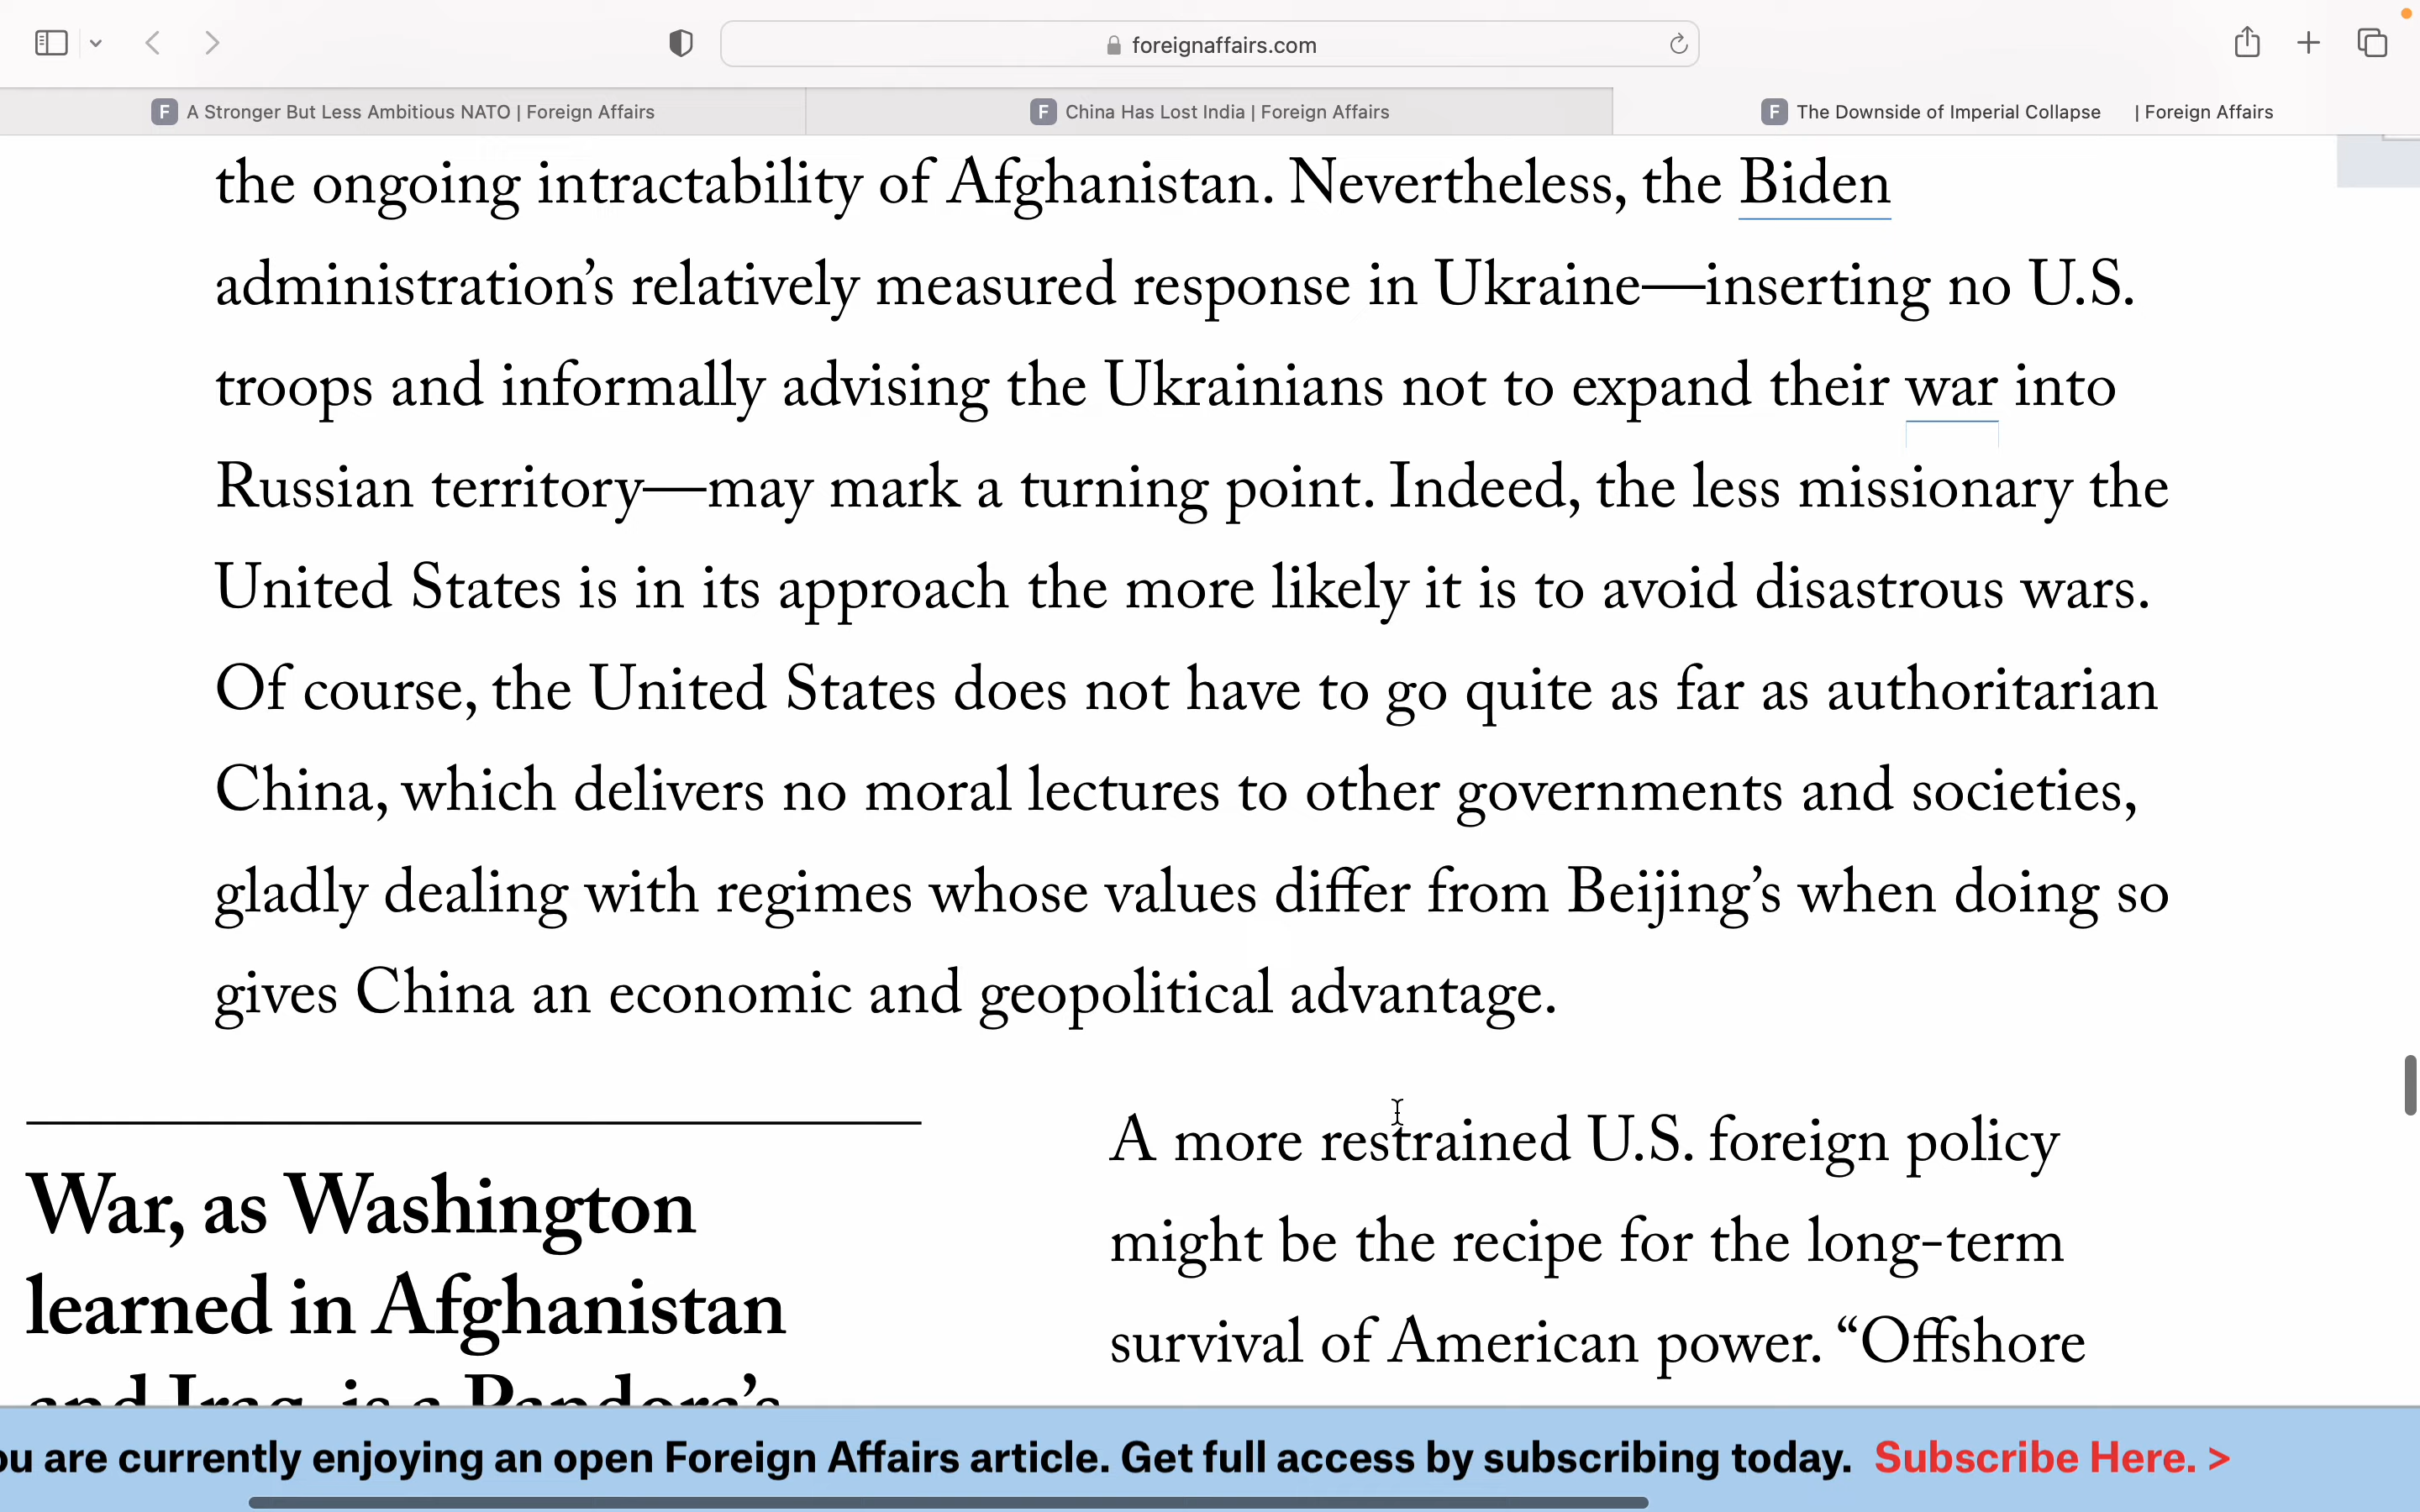 foreignaffairs.com
F A Stronger But Less Ambitious NATO | Foreign Affairs
F China Has Lost India | Foreign Affairs
F The Downside of Imperial Collapse | Foreign Affairs
the ongoing intractability of Afghanistan. Nevertheless, the Biden
administration’s relatively measured response in Ukraine—inserting no U.S.
troops and informally advising the Ukrainians not to expand their war into
Russian territory—may mark a turning point. Indeed, the less missionary the
United States is in its approach the more likely it is to avoid disastrous wars.
Of course, the United States does not have to go quite as far as authoritarian
China, which delivers no moral lectures to other governments and societies,
gladly dealing with regimes whose values differ from Beijing’s when doing so
gives China an economic and geopolitical advantage.
War, as Washington
learned in Afghanistan
and Iraq, is a Pandora’s
A more restrained U.S. foreign policy
might be the recipe for the long-term
survival of American power. “Offshore
ou are currently enjoying an open Foreign Affairs article. Get full access by subscribing today. Subscribe Here. >